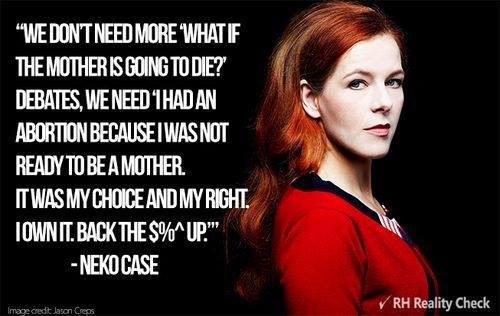 “WE DON’T NEED MORE ‘WHAT IF
THE MOTHER IS GOING TO DIE?’
DEBATES, WE NEED ‘I HAD AN
ABORTION BECAUSE I WAS NOT
READY TO BE A MOTHER.
IT WAS MY CHOICE AND MY RIGHT.
I OWN IT. BACK THE $%^ UP.’”
- NEKO CASE
Image credit: Jason Creps
✓ RH Reality Check